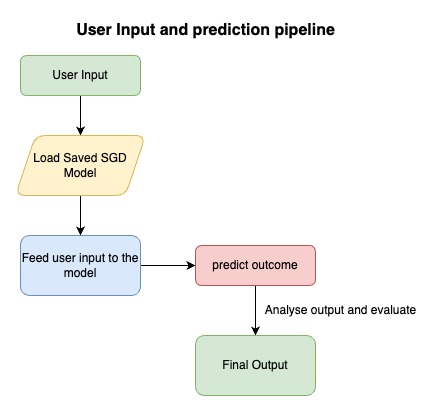 User Input and prediction pipeline
User Input
Load Saved SGD
Model
Feed user input to the
model
predict outcome
Analyse output and evaluate
Final Output